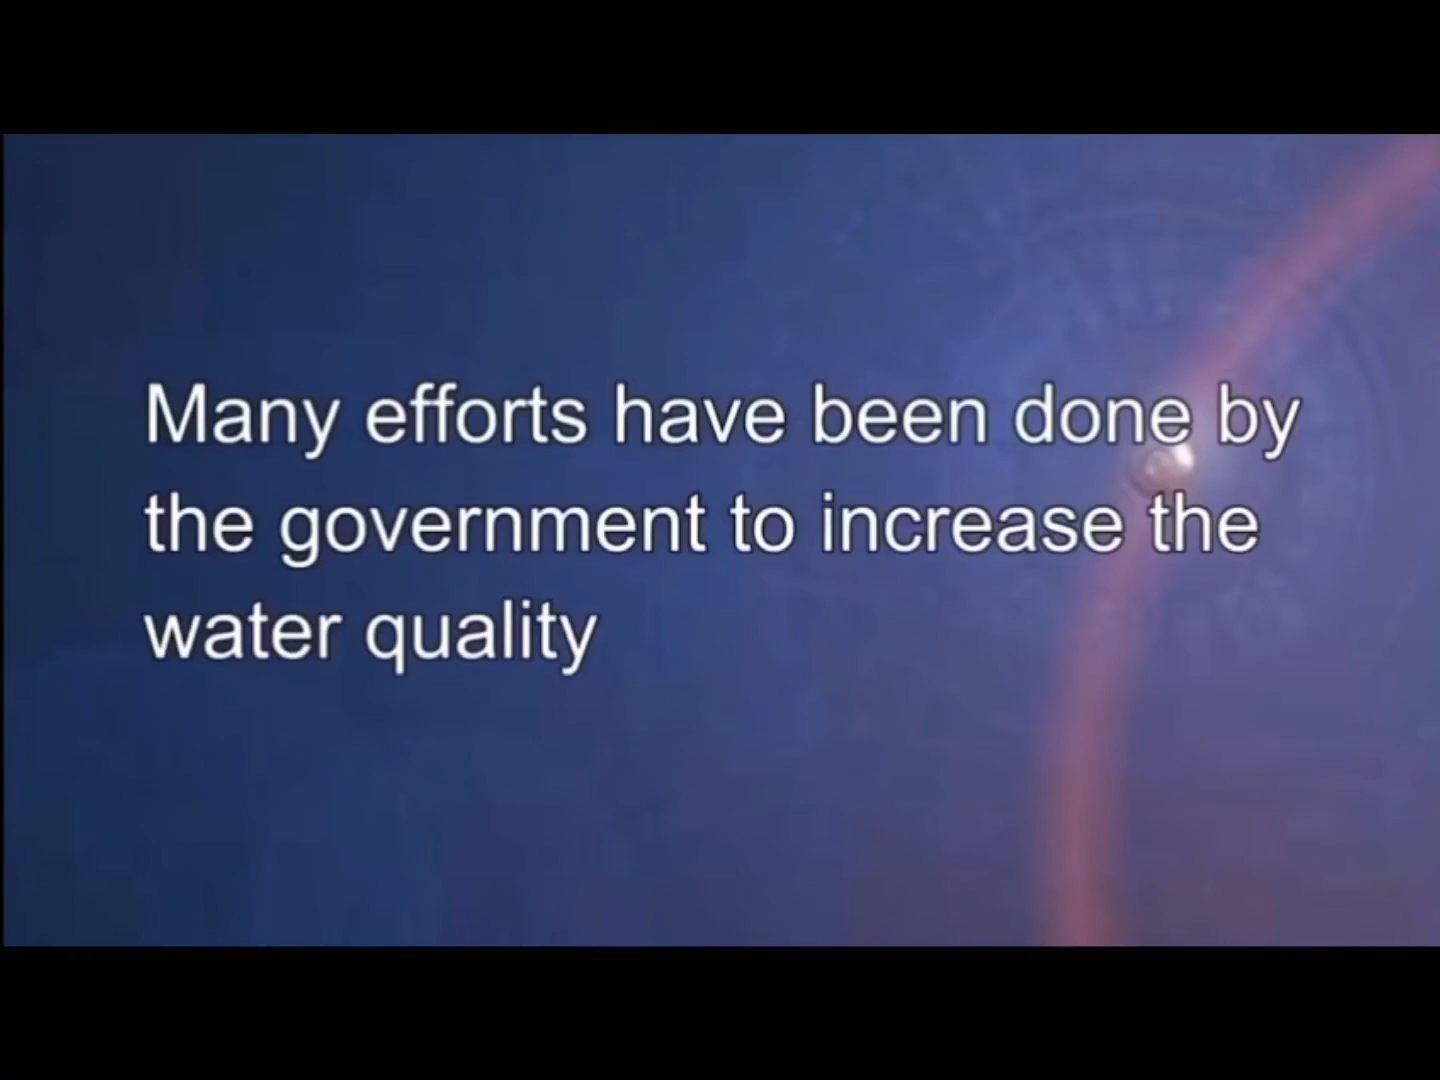 Many efforts have been done by
the government to increase the
water quality